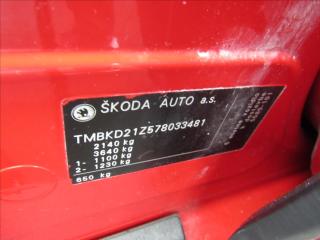 ŠKODA AUTO a.s.
TMBKD21Z578033481
2140 kg
3640 kg
1- 1100 kg
2- 1230 kg
650 kg